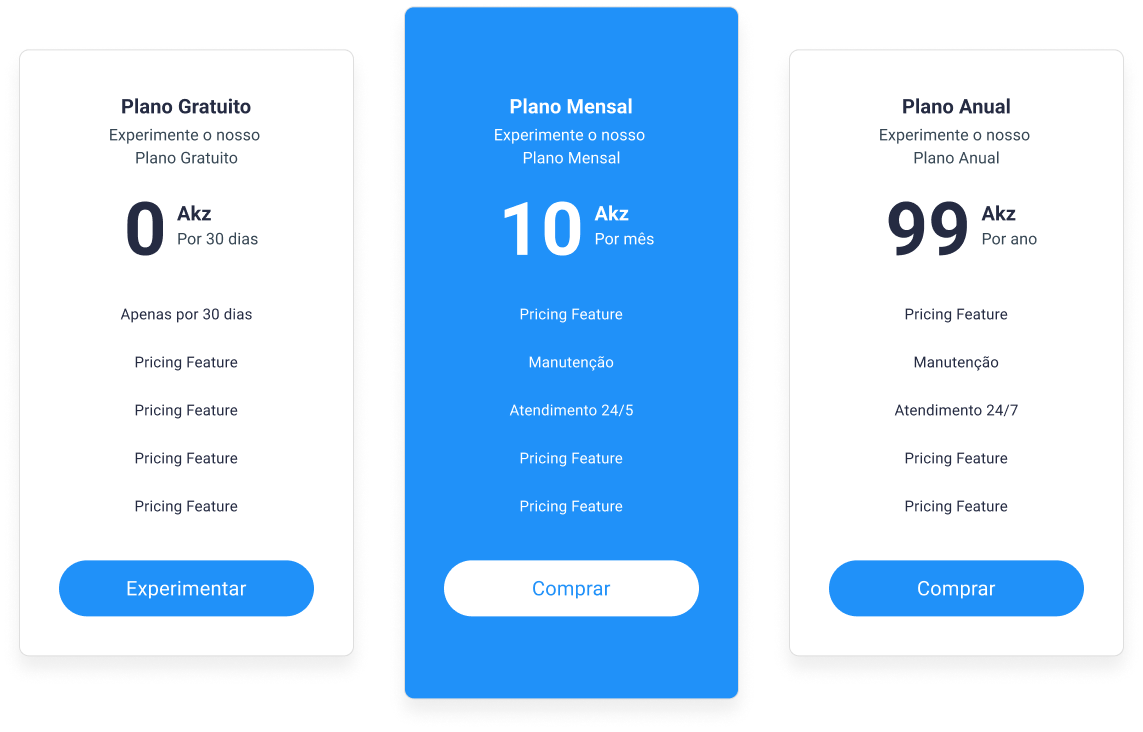 Plano Gratuito
Experimente o nosso
Plano Gratuito
0
Akz
Por 30 dias
Apenas por 30 dias
Pricing Feature
Pricing Feature
Pricing Feature
Pricing Feature
Experimentar
Plano Mensal
Experimente o nosso
Plano Mensal
10
Akz
Por mês
Pricing Feature
Manutenção
Atendimento 24/5
Pricing Feature
Pricing Feature
Comprar
Plano Anual
Experimente o nosso
Plano Anual
99
Akz
Por ano
Pricing Feature
Manutenção
Atendimento 24/7
Pricing Feature
Pricing Feature
Comprar